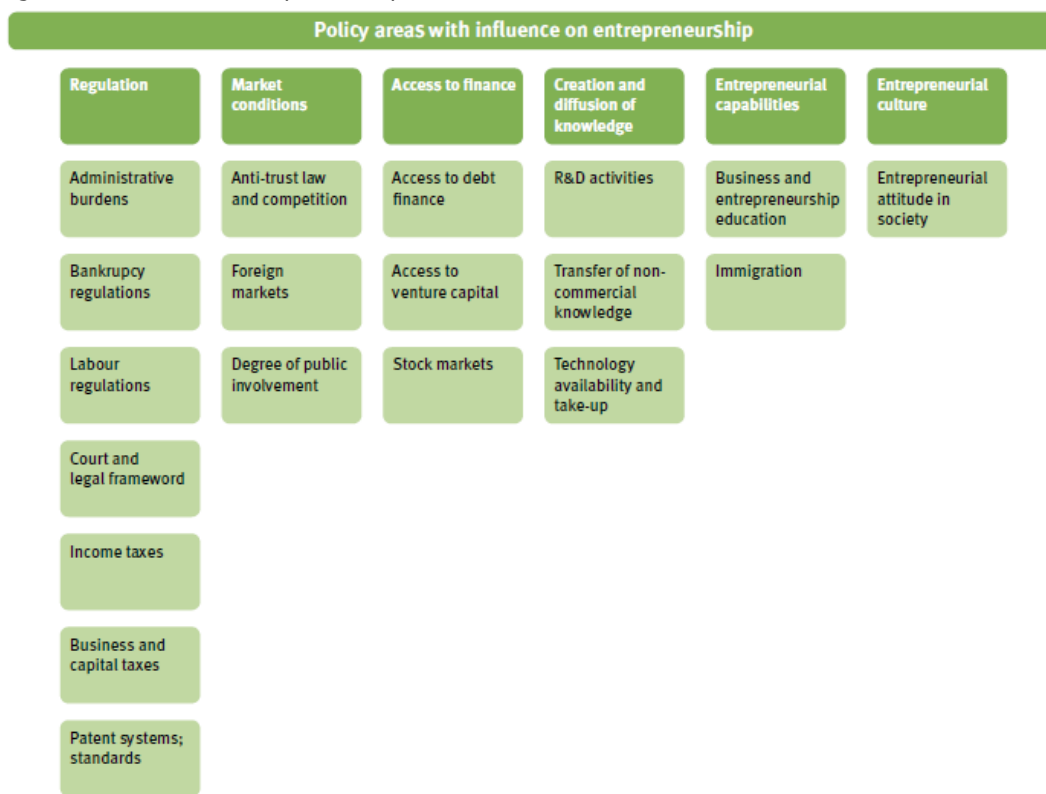 Policy areas with influence on entrepreneurship
Regulation
Administrative
burdens
Bankrupcy
regulations
Labour
regulations
Court and
legal frameword
Income taxes
Business and
capital taxes
Patent systems;
standards
Market
conditions
Anti-trust law
and competition
Foreign
markets
Degree of public
involvement
Access to finance
Access to debt
finance
Access to
venture capital
Stock markets
Creation and
diffusion of
knowledge
R&D activities
Transfer of non-
commercial
knowledge
Technology
availability and
take-up
Entrepreneurial
capabilities
Business and
entrepreneurship
education
Immigration
Entrepreneurial
culture
Entrepreneurial
attitude in
society